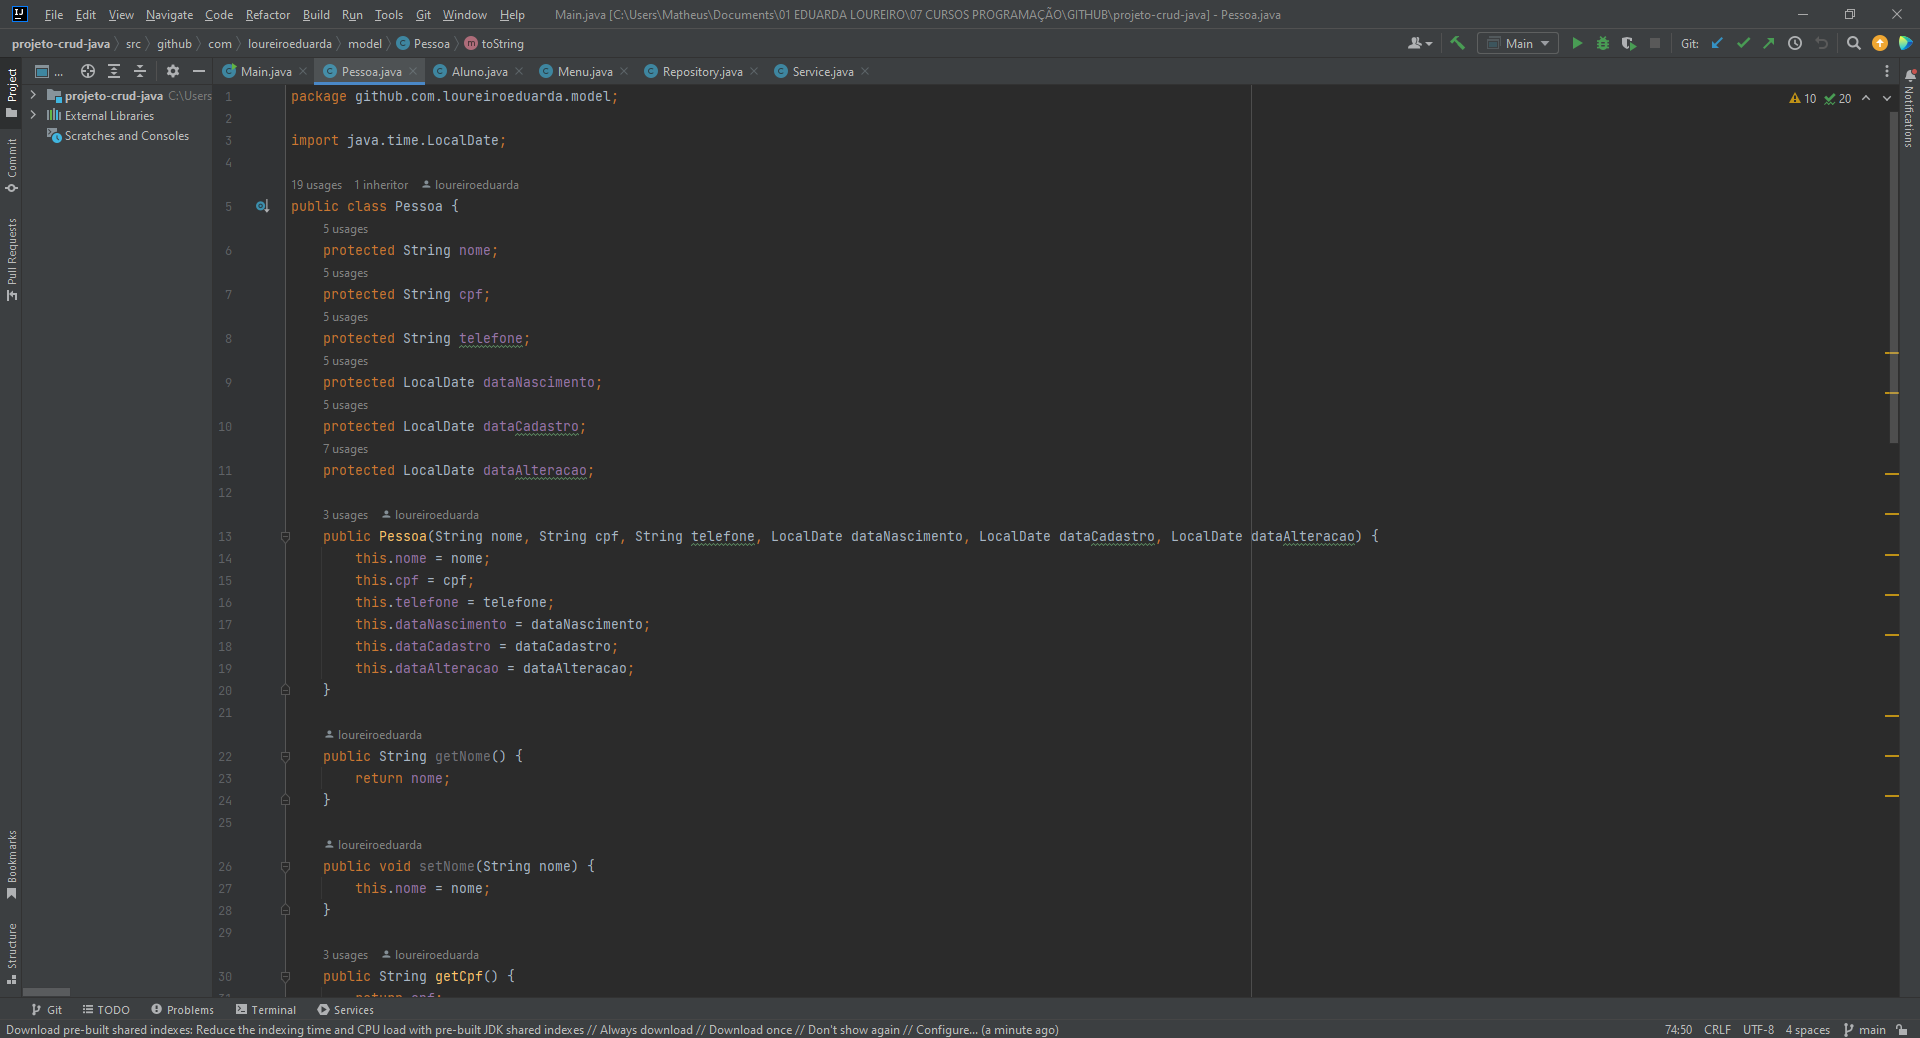 File Edit View Navigate Code Refactor Build Run Tools Git Window Help Main.java [C:\Users\Matheus\Documents\01 EDUARDA LOUREIRO\07 CURSOS PROGRAMAÇÃO\GITHUB\projeto-crud-java] - Pessoa.java
projeto-crud-java src github com loureiroeduarda model Pessoa toString Main Git:
... Main.java Pessoa.java Aluno.java Menu.java Repository.java Service.java
Project
Commit
Pull Requests
Bookmarks
Structure
Notifications
projeto-crud-java C:\Users
External Libraries
Scratches and Consoles
10 20
1 package github.com.loureiroeduarda.model;
2
3 import java.time.LocalDate;
4
19 usages 1 inheritor loureiroeduarda
5 public class Pessoa {
5 usages
6 protected String nome;
5 usages
7 protected String cpf;
5 usages
8 protected String telefone;
5 usages
9 protected LocalDate dataNascimento;
5 usages
10 protected LocalDate dataCadastro;
7 usages
11 protected LocalDate dataAlteracao;
12
3 usages loureiroeduarda
13 public Pessoa(String nome, String cpf, String telefone, LocalDate dataNascimento, LocalDate dataCadastro, LocalDate dataAlteracao) {
14 this.nome = nome;
15 this.cpf = cpf;
16 this.telefone = telefone;
17 this.dataNascimento = dataNascimento;
18 this.dataCadastro = dataCadastro;
19 this.dataAlteracao = dataAlteracao;
20 }
21
loureiroeduarda
22 public String getNome() {
23 return nome;
24 }
25
loureiroeduarda
26 public void setNome(String nome) {
27 this.nome = nome;
28 }
29
3 usages loureiroeduarda
30 public String getCpf() {
Git TODO Problems Terminal Services
Download pre-built shared indexes: Reduce the indexing time and CPU load with pre-built JDK shared indexes // Always download // Download once // Don't show again // Configure... (a minute ago) 74:50 CRLF UTF-8 4 spaces main